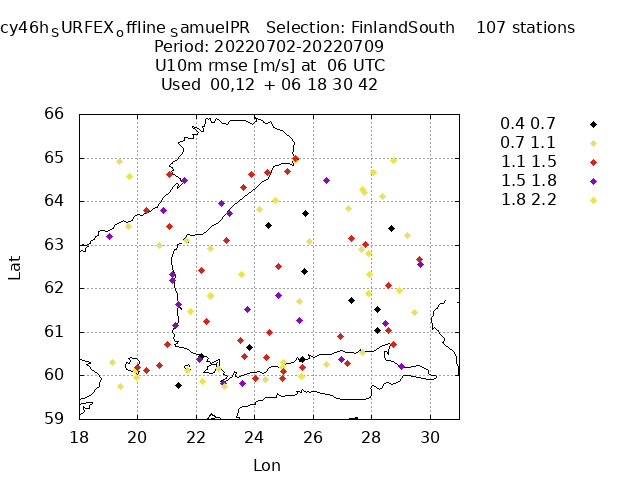 cy46h_SURFEX_offline_samuelPR Selection: FinlandSouth 107 stations
Period: 20220702-20220709
U10m rmse [m/s] at 06 UTC
Used 00,12 + 06 18 30 42
0.4 0.7
0.7 1.1
1.1 1.5
1.5 1.8
1.8 2.2
66
65
64
63
62
61
60
59
Lat
18 20 22 24 26 28 30
Lon